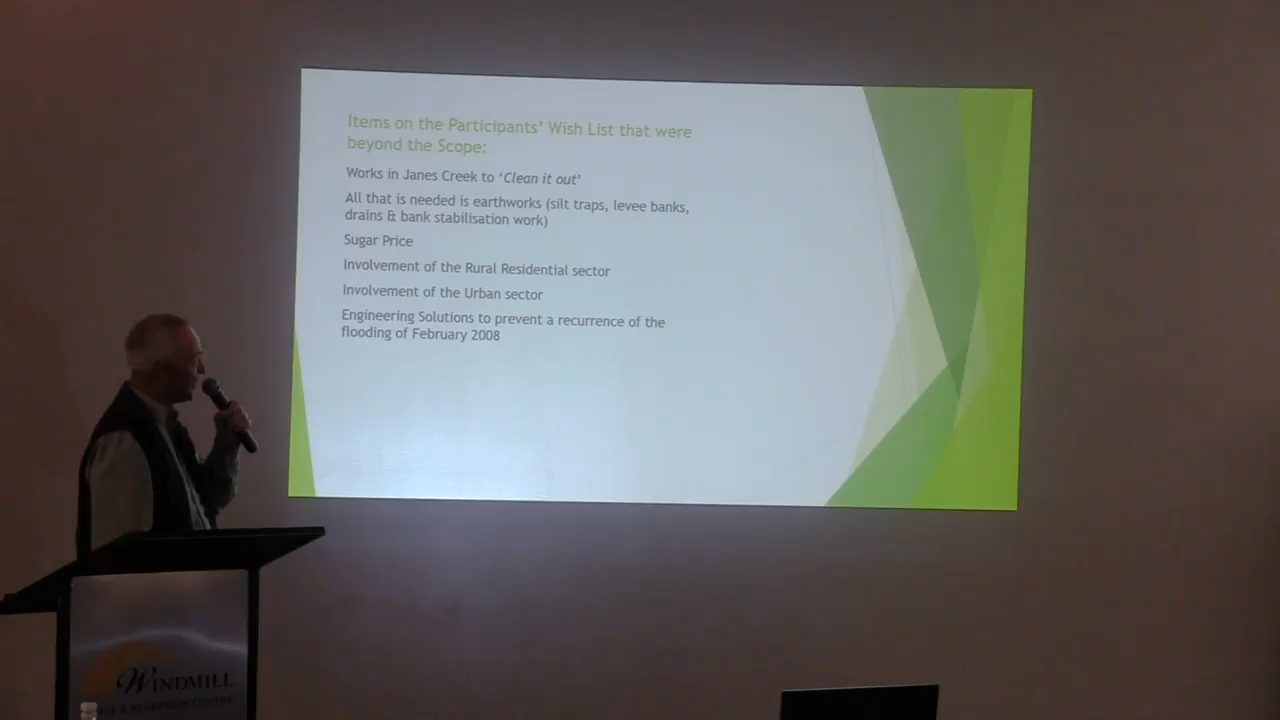 Items on the Participants’ Wish List that were
beyond the Scope:
Works in Janes Creek to ‘Clean it out’
All that is needed is earthworks (silt traps, levee banks,
drains & bank stabilisation work)
Sugar Price
Involvement of the Rural Residential sector
Involvement of the Urban sector
Engineering Solutions to prevent a recurrence of the
flooding of February 2008
WINDMILL
& RECEPTION CENTRE